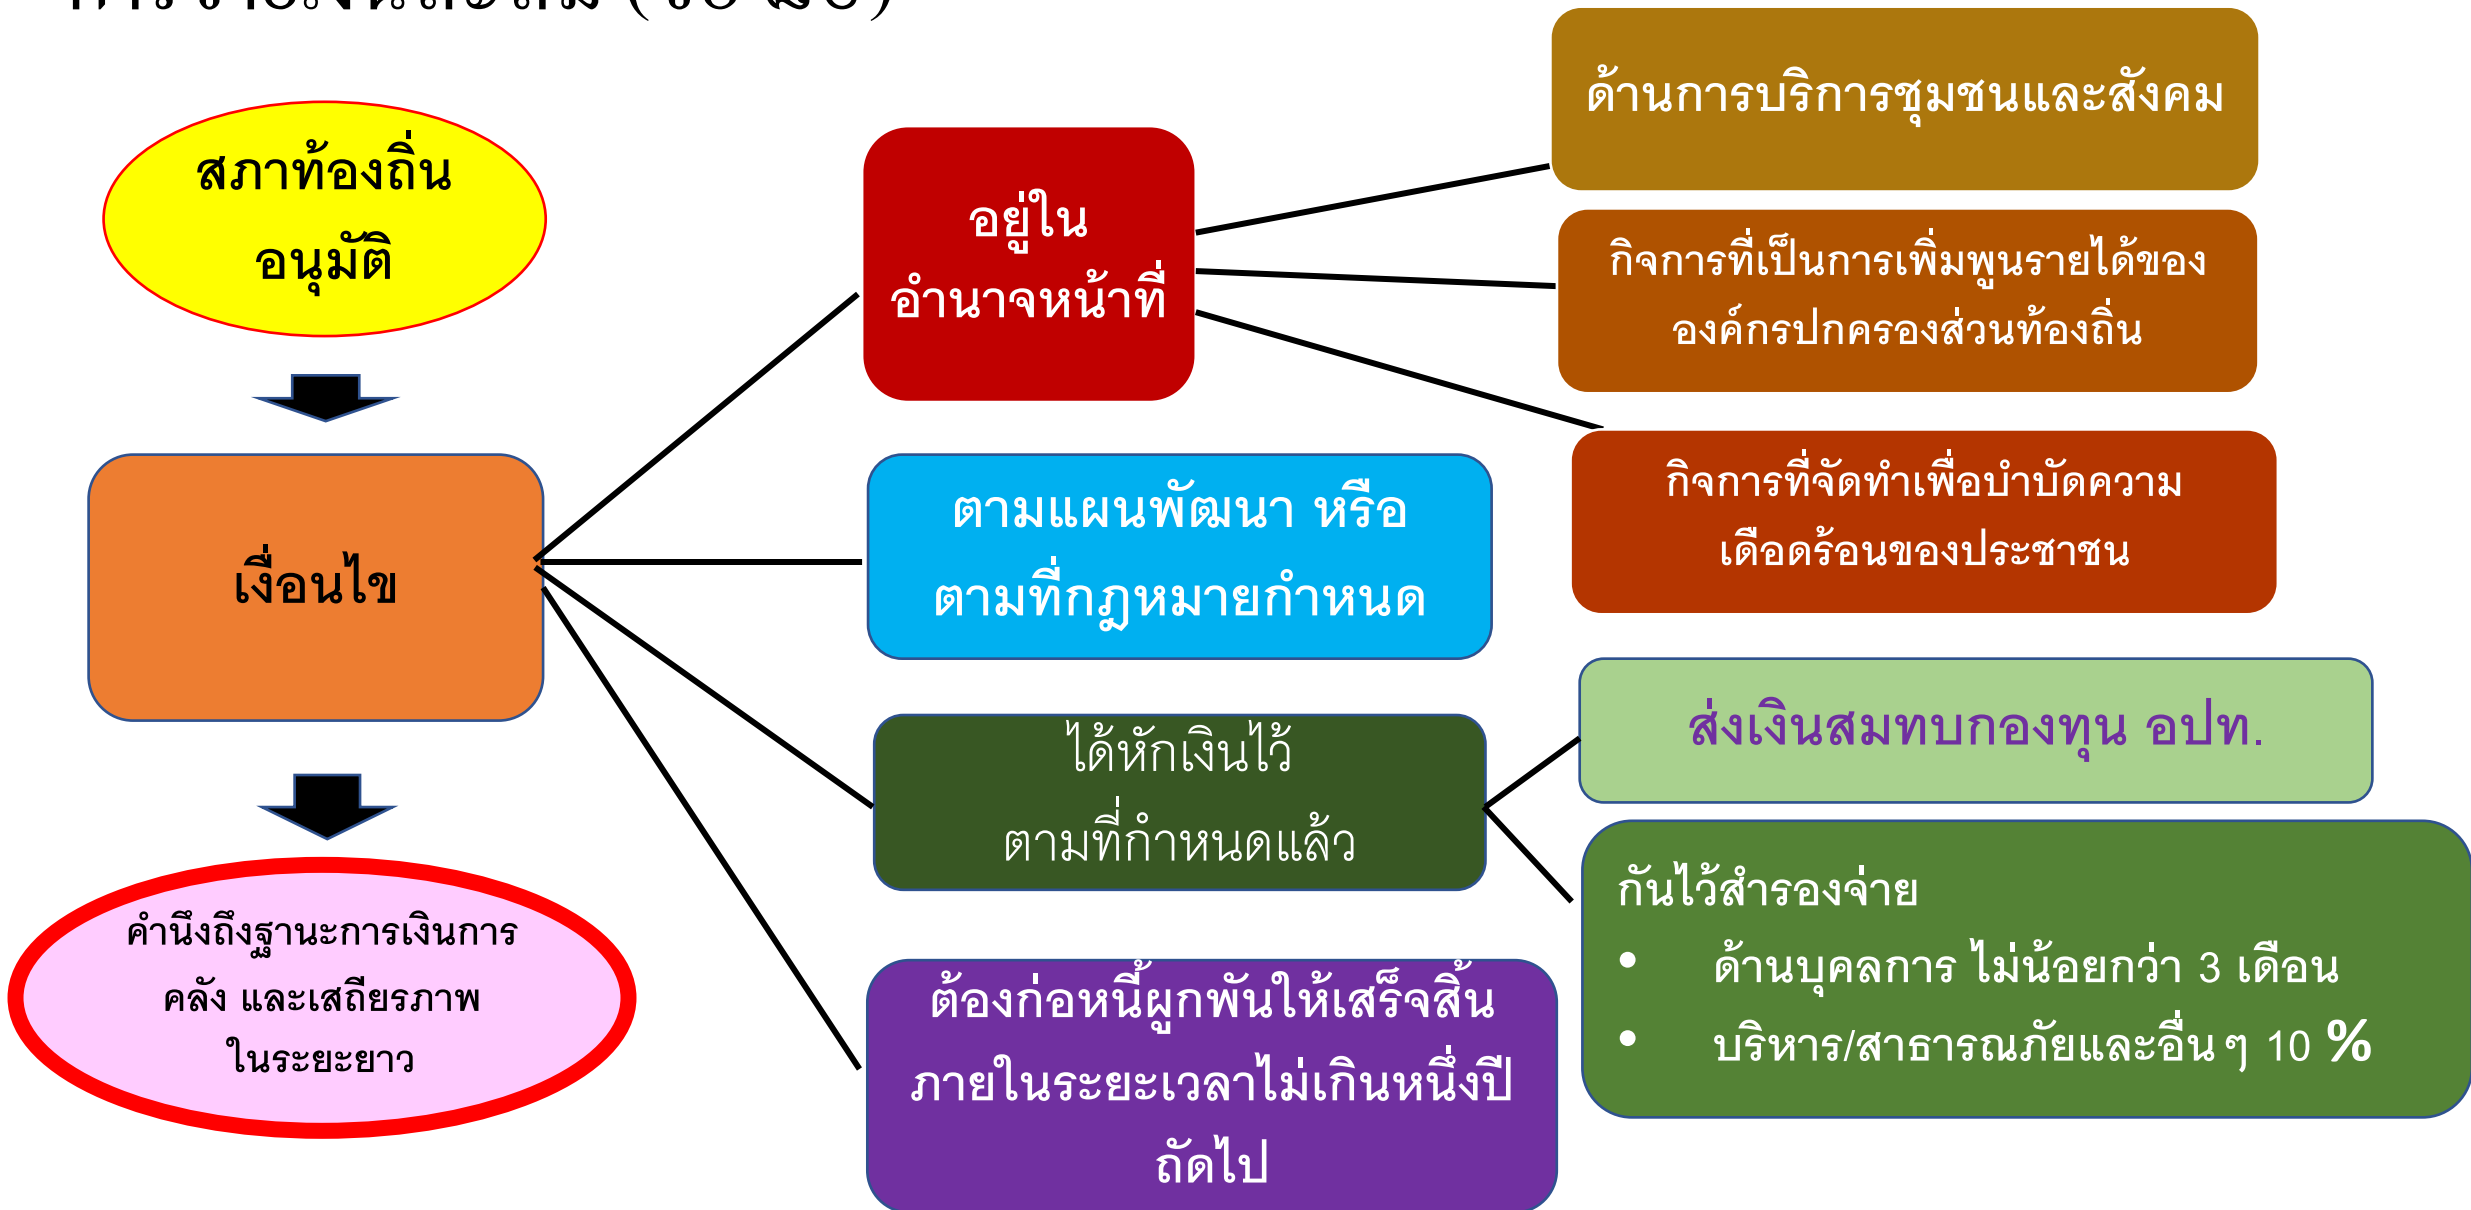 สภาท้องถิ่น
อนุมัติ
เงื่อนไข
คำนึงถึงฐานะการเงินการ
คลัง และเสถียรภาพ
ในระยะยาว
อยู่ใน
อำนาจหน้าที่
ด้านการบริการชุมชนและสังคม
กิจการที่เป็นการเพิ่มพูนรายได้ของ
องค์กรปกครองส่วนท้องถิ่น
กิจการที่จัดทำเพื่อบำบัดความ
เดือดร้อนของประชาชน
ตามแผนพัฒนา หรือ
ตามที่กฎหมายกำหนด
ได้หักเงินไว้
ตามที่กำหนดแล้ว
ส่งเงินสมทบกองทุน อปท.
กันไว้สำรองจ่าย
• ด้านบุคลการ ไม่น้อยกว่า 3 เดือน
• บริหาร/สาธารณภัยและอื่น ๆ 10 %
ต้องก่อหนี้ผูกพันให้เสร็จสิ้น
ภายในระยะเวลาไม่เกินหนึ่งปี
ถัดไป